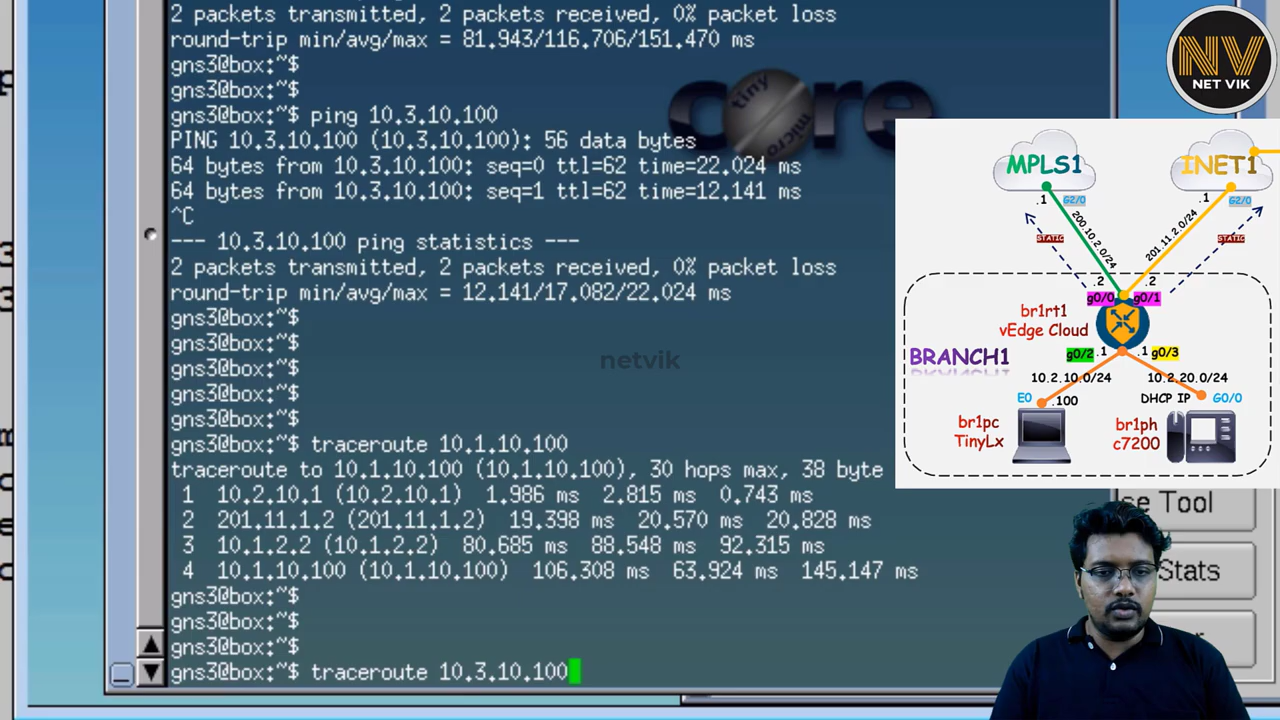 2 packets transmitted, 2 packets received, 0% packet loss
round-trip min/avg/max = 81.943/116.706/151.470 ms
gns3@box:~$
gns3@box:~$
gns3@box:~$ ping 10.3.10.100
PING 10.3.10.100 (10.3.10.100): 56 data bytes
64 bytes from 10.3.10.100: seq=0 ttl=62 time=22.024 ms
64 bytes from 10.3.10.100: seq=1 ttl=62 time=12.141 ms
^C
--- 10.3.10.100 ping statistics ---
2 packets transmitted, 2 packets received, 0% packet loss
round-trip min/avg/max = 12.141/17.082/22.024 ms
gns3@box:~$
gns3@box:~$
gns3@box:~$
gns3@box:~$
gns3@box:~$
gns3@box:~$ traceroute 10.1.10.100
traceroute to 10.1.10.100 (10.1.10.100), 30 hops max, 38 byte
1 10.2.10.1 (10.2.10.1) 1.986 ms 2.815 ms 0.743 ms
2 201.11.1.2 (201.11.1.2) 19.398 ms 20.570 ms 20.828 ms
3 10.1.2.2 (10.1.2.2) 80.685 ms 88.548 ms 92.315 ms
4 10.1.10.100 (10.1.10.100) 106.308 ms 63.924 ms 145.147 ms
gns3@box:~$
gns3@box:~$
gns3@box:~$
gns3@box:~$ traceroute 10.3.10.100
core
tiny
micro
netvik
NV
NET VIK
MPLS1
INET1
.1 G2/0
.1 G2/0
200.10.2.0/24
201.11.2.0/24
STATIC
STATIC
.2
.2
g0/0
g0/1
br1rt1
vEdge Cloud
BRANCH1
g0/2 .1
.1 g0/3
10.2.10.0/24
10.2.20.0/24
E0 .100
DHCP IP G0/0
br1pc
TinyLx
br1ph
c7200
se Tool
Stats